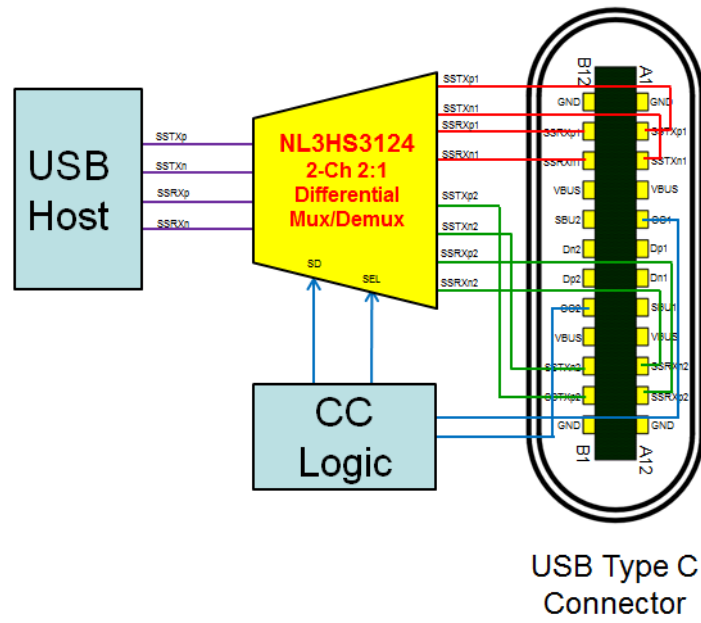 USB
Host
SSTXp
SSTXn
SSRXp
SSRXn
NL3HS3124
2-Ch 2:1
Differential
Mux/Demux
SD
SEL
SSTXp1
SSTXn1
SSRXp1
SSRXn1
SSTXp2
SSTXn2
SSRXp2
SSRXn2
CC
Logic
B12
A1
GND
GND
SSRXp1
SSTXp1
SSRXn1
SSTXn1
VBUS
VBUS
SBU2
CC1
Dn2
Dp1
Dp2
Dn1
CC2
SBU1
VBUS
VBUS
SSTXn2
SSRXn2
SSTXp2
SSRXp2
GND
GND
B1
A12
USB Type C
Connector